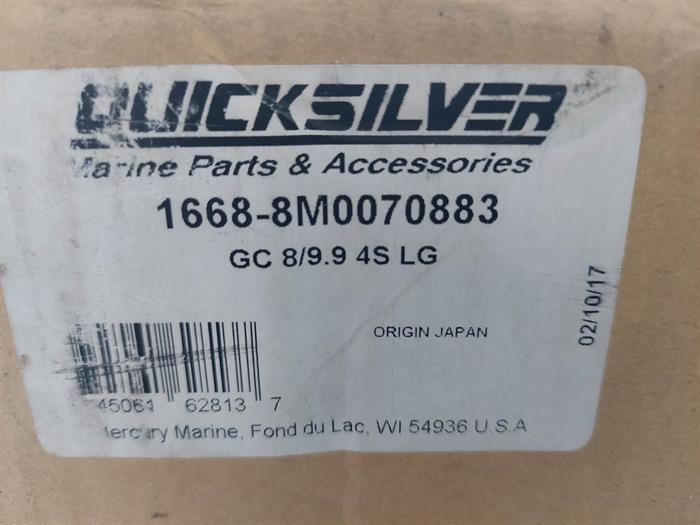 QUICKSILVER
Marine Parts & Accessories
1668-8M0070883
GC 8/9.9 4S LG
02/10/17
ORIGIN JAPAN
45061 62813 7
Mercury Marine, Fond du Lac, WI 54936 U.S.A